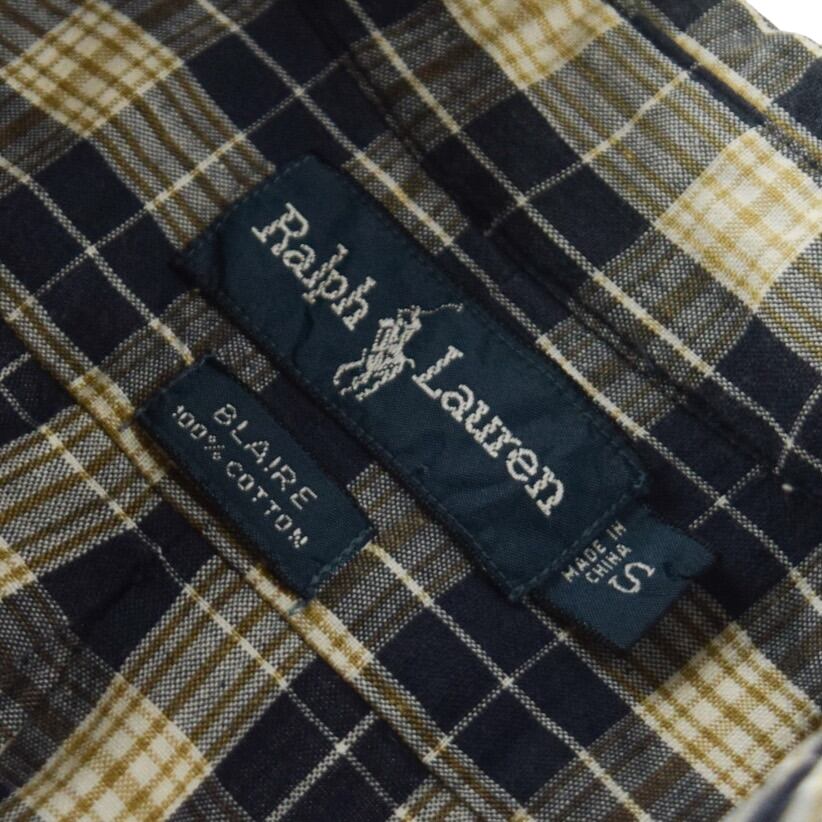 Ralph Lauren
BLAIRE
100% COTTON
MADE IN
CHINA
S